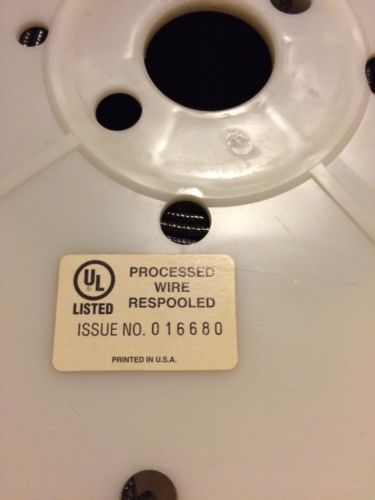 UL
LISTED
PROCESSED
WIRE
RESPOOLED
ISSUE NO. 016680
PRINTED IN U.S.A.